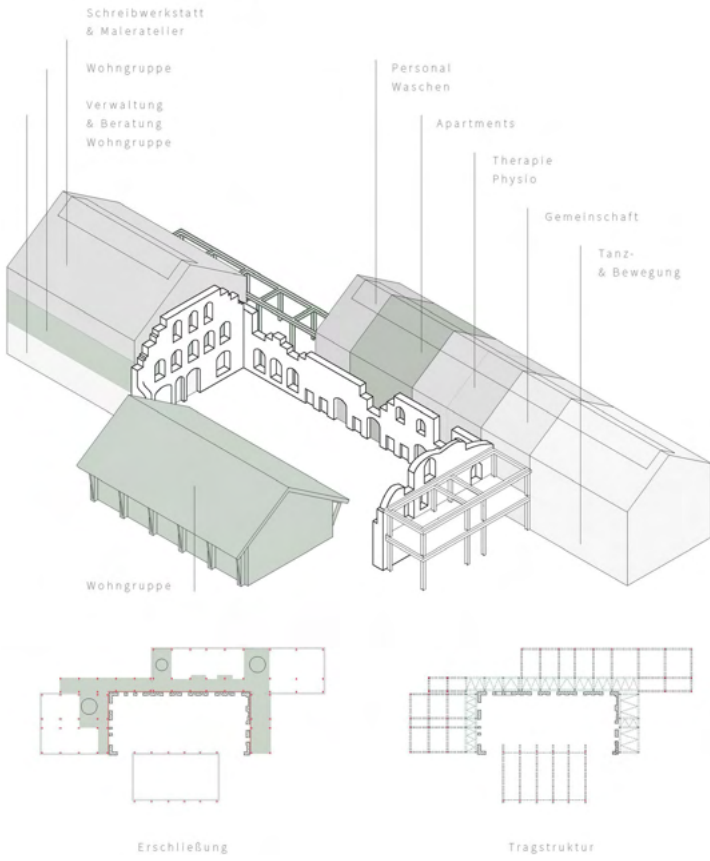 Schreibwerkstatt
& Maleratelier
Wohngruppe
Verwaltung
& Beratung
Wohngruppe
Personal
Waschen
Apartments
Therapie
Physio
Gemeinschaft
Tanz-
& Bewegung
Wohngruppe
Erschließung
Tragstruktur